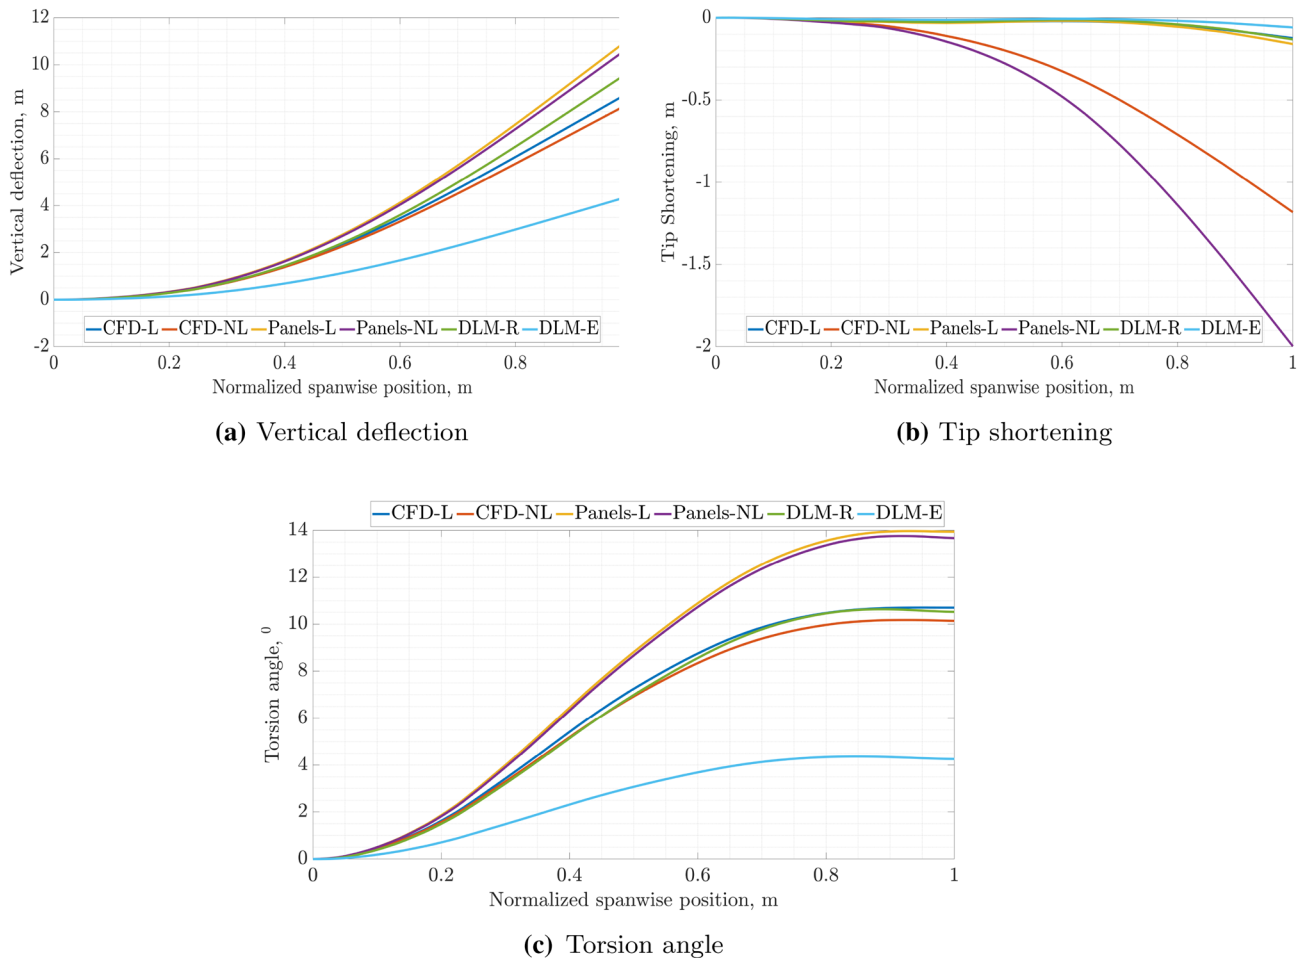 12
10
8
6
4
2
0
-2
Vertical deflection, m
CFD-L CFD-NL Panels-L Panels-NL DLM-R DLM-E
0 0.2 0.4 0.6 0.8
Normalized spanwise position, m
(a) Vertical deflection
0
-0.5
-1
-1.5
-2
Tip Shortening, m
CFD-L CFD-NL Panels-L Panels-NL DLM-R DLM-E
0 0.2 0.4 0.6 0.8 1
Normalized spanwise position, m
(b) Tip shortening
CFD-L CFD-NL Panels-L Panels-NL DLM-R DLM-E
14
12
10
8
6
4
2
0
Torsion angle, 0
0 0.2 0.4 0.6 0.8 1
Normalized spanwise position, m
(c) Torsion angle